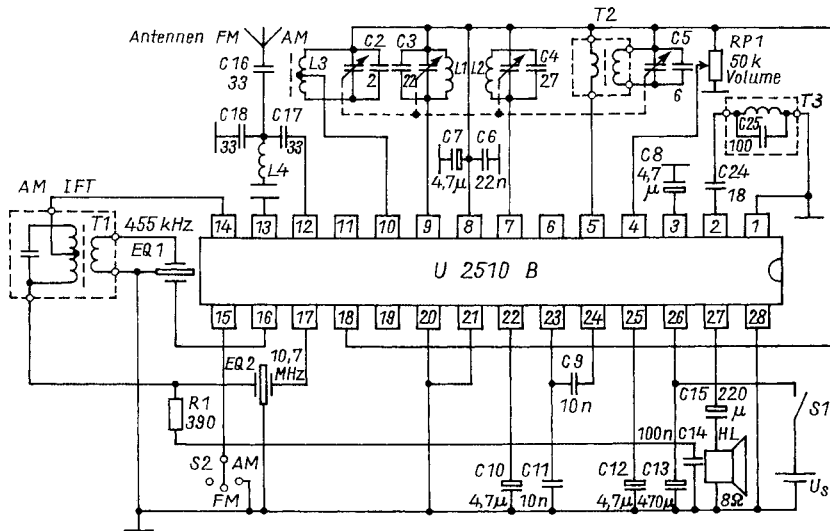 T2
Antennen FM AM
C2 C3 C5
RP1
50 k
Volume
C16
33
L3
2
22
L1 L2
C4
27
6
T3
C18
33
C17
33
C7
4,7μ
C6
22n
C8
4,7
μ
C25
100
C24
18
L4
AM IFT
T1
455 kHz
EQ1
14 13 12 11 10 9 8 7 6 5 4 3 2 1
U 2510 B
15 16 17 18 19 20 21 22 23 24 25 26 27 28
EQ2
10,7
MHz
C9
10n
R1
390
C15
220
μ
S1
100n
C14
HL
S2
AM
FM
C10
4,7μ
C11
10n
C12
4,7μ
C13
470μ
8Ω
US